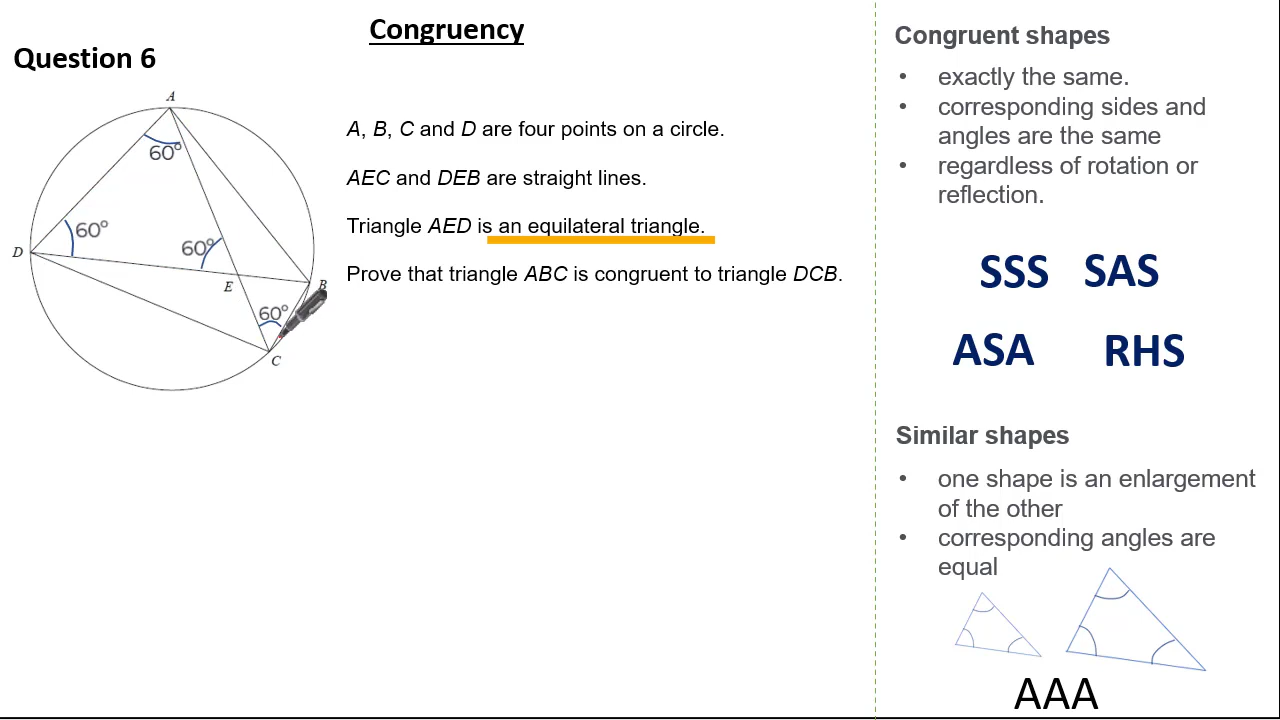 Congruency
Question 6
A
60°
60°
60°
D
E
B
60°
C
A, B, C and D are four points on a circle.
AEC and DEB are straight lines.
Triangle AED is an equilateral triangle.
Prove that triangle ABC is congruent to triangle DCB.
Congruent shapes
• exactly the same.
• corresponding sides and
angles are the same
• regardless of rotation or
reflection.
SSS SAS
ASA RHS
Similar shapes
• one shape is an enlargement
of the other
• corresponding angles are
equal
AAA